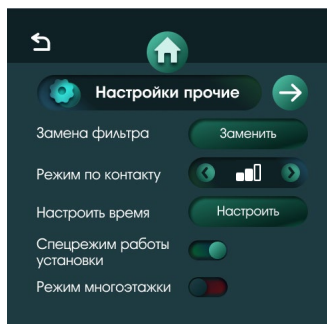 Настройки прочие
Замена фильтра
Заменить
Режим по контакту
Настроить время
Настроить
Спецрежим работы
установки
Режим многоэтажки